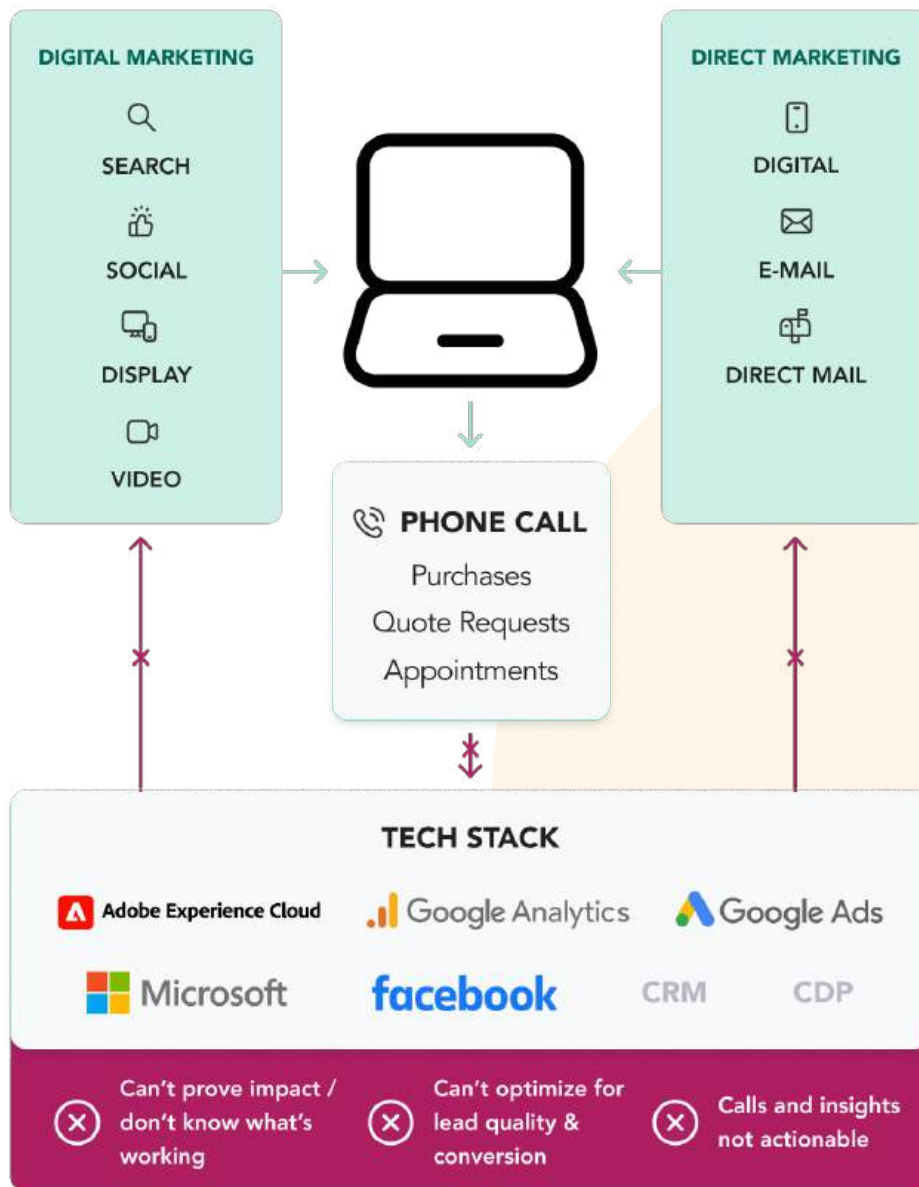 DIGITAL MARKETING
SEARCH
SOCIAL
DISPLAY
VIDEO
DIRECT MARKETING
DIGITAL
E-MAIL
DIRECT MAIL
PHONE CALL
Purchases
Quote Requests
Appointments
TECH STACK
Adobe Experience Cloud
Google Analytics
Google Ads
Microsoft
facebook
CRM
CDP
Can't prove impact /
don't know what's
working
Can't optimize for
lead quality &
conversion
Calls and insights
not actionable